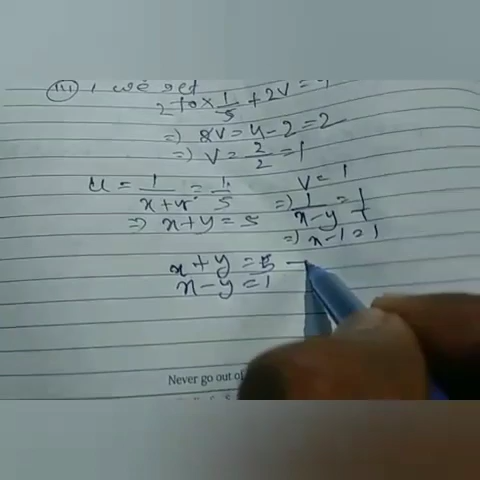 (iii), we get
10 × 1/5 + 2v =
⇒ 2v = 4 - 2 = 2
⇒ v = 2/2 = 1
u = 1/x+y = 1/5
⇒ x + y = 5
v = 1
⇒ 1/x-y = 1/1
⇒ x - 1 = 1
x + y = 5 -
x - y = 1
Never go out of